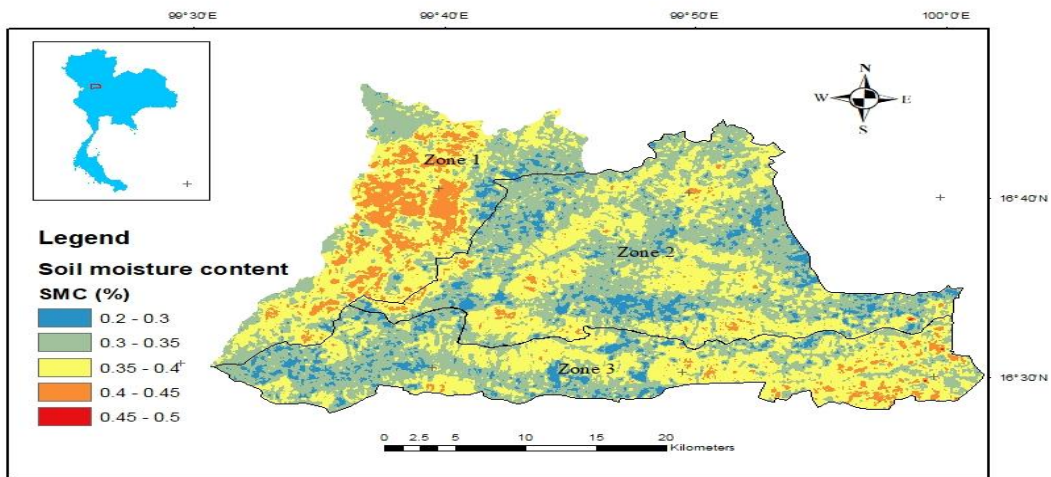 99°30'E 99°40'E 99°50'E 100°0'E
N
W E
S
Zone 1
16°40'N
Legend
Zone 2
Soil moisture content
SMC (%)
0.2 - 0.3
0.3 - 0.35
0.35 - 0.4
0.4 - 0.45
0.45 - 0.5
Zone 3
16°30'N
0 2.5 5 10 15 20
Kilometers